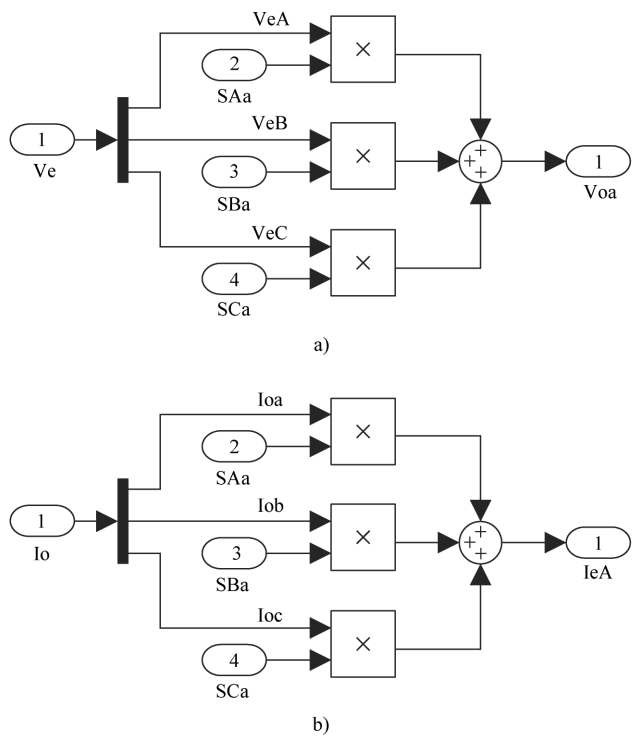 VeA
×
2
SAa
VeB
1
Ve
×
+
+
+
1
Voa
3
SBa
VeC
×
4
SCa
a)
Ioa
×
2
SAa
Iob
1
Io
×
+
+
+
1
IeA
3
SBa
Ioc
×
4
SCa
b)